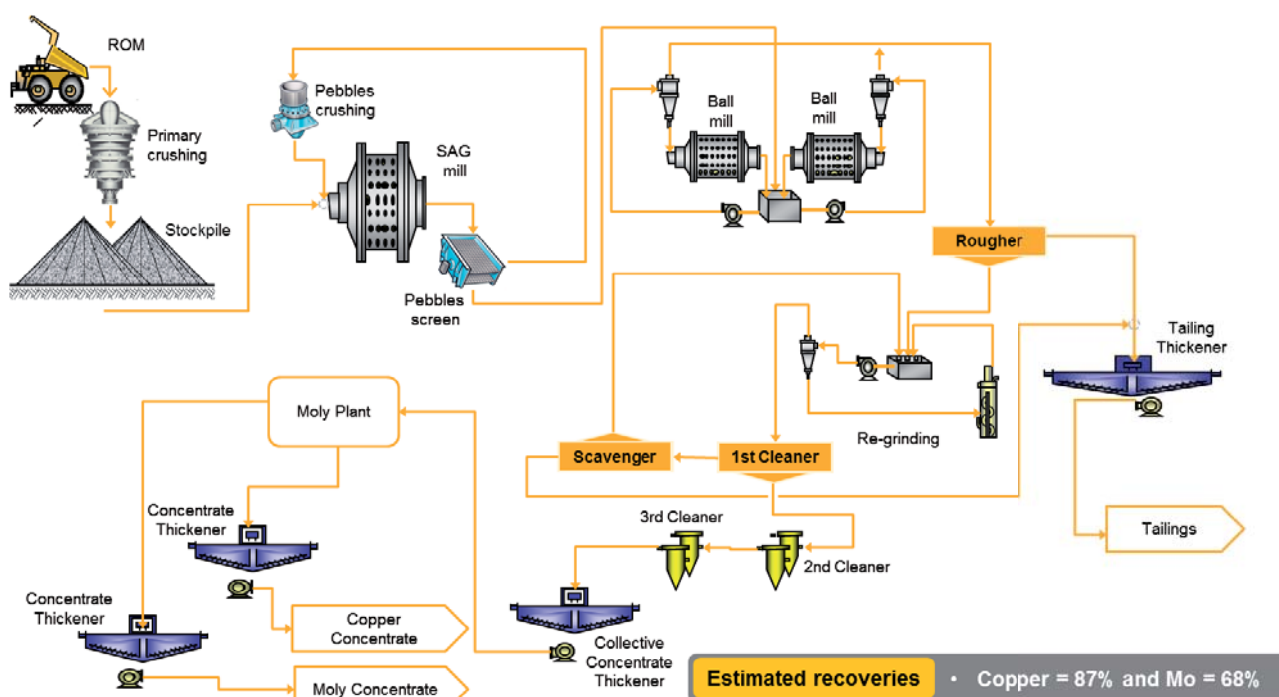 ROM
Primary
crushing
Stockpile
Pebbles
crushing
SAG
mill
Pebbles
screen
Ball
mill
Ball
mill
Rougher
Tailing
Thickener
Re-grinding
Scavenger
1st Cleaner
Moly Plant
Concentrate
Thickener
3rd Cleaner
2nd Cleaner
Tailings
Concentrate
Thickener
Copper
Concentrate
Collective
Concentrate
Thickener
Moly Concentrate
Estimated recoveries • Copper = 87% and Mo = 68%